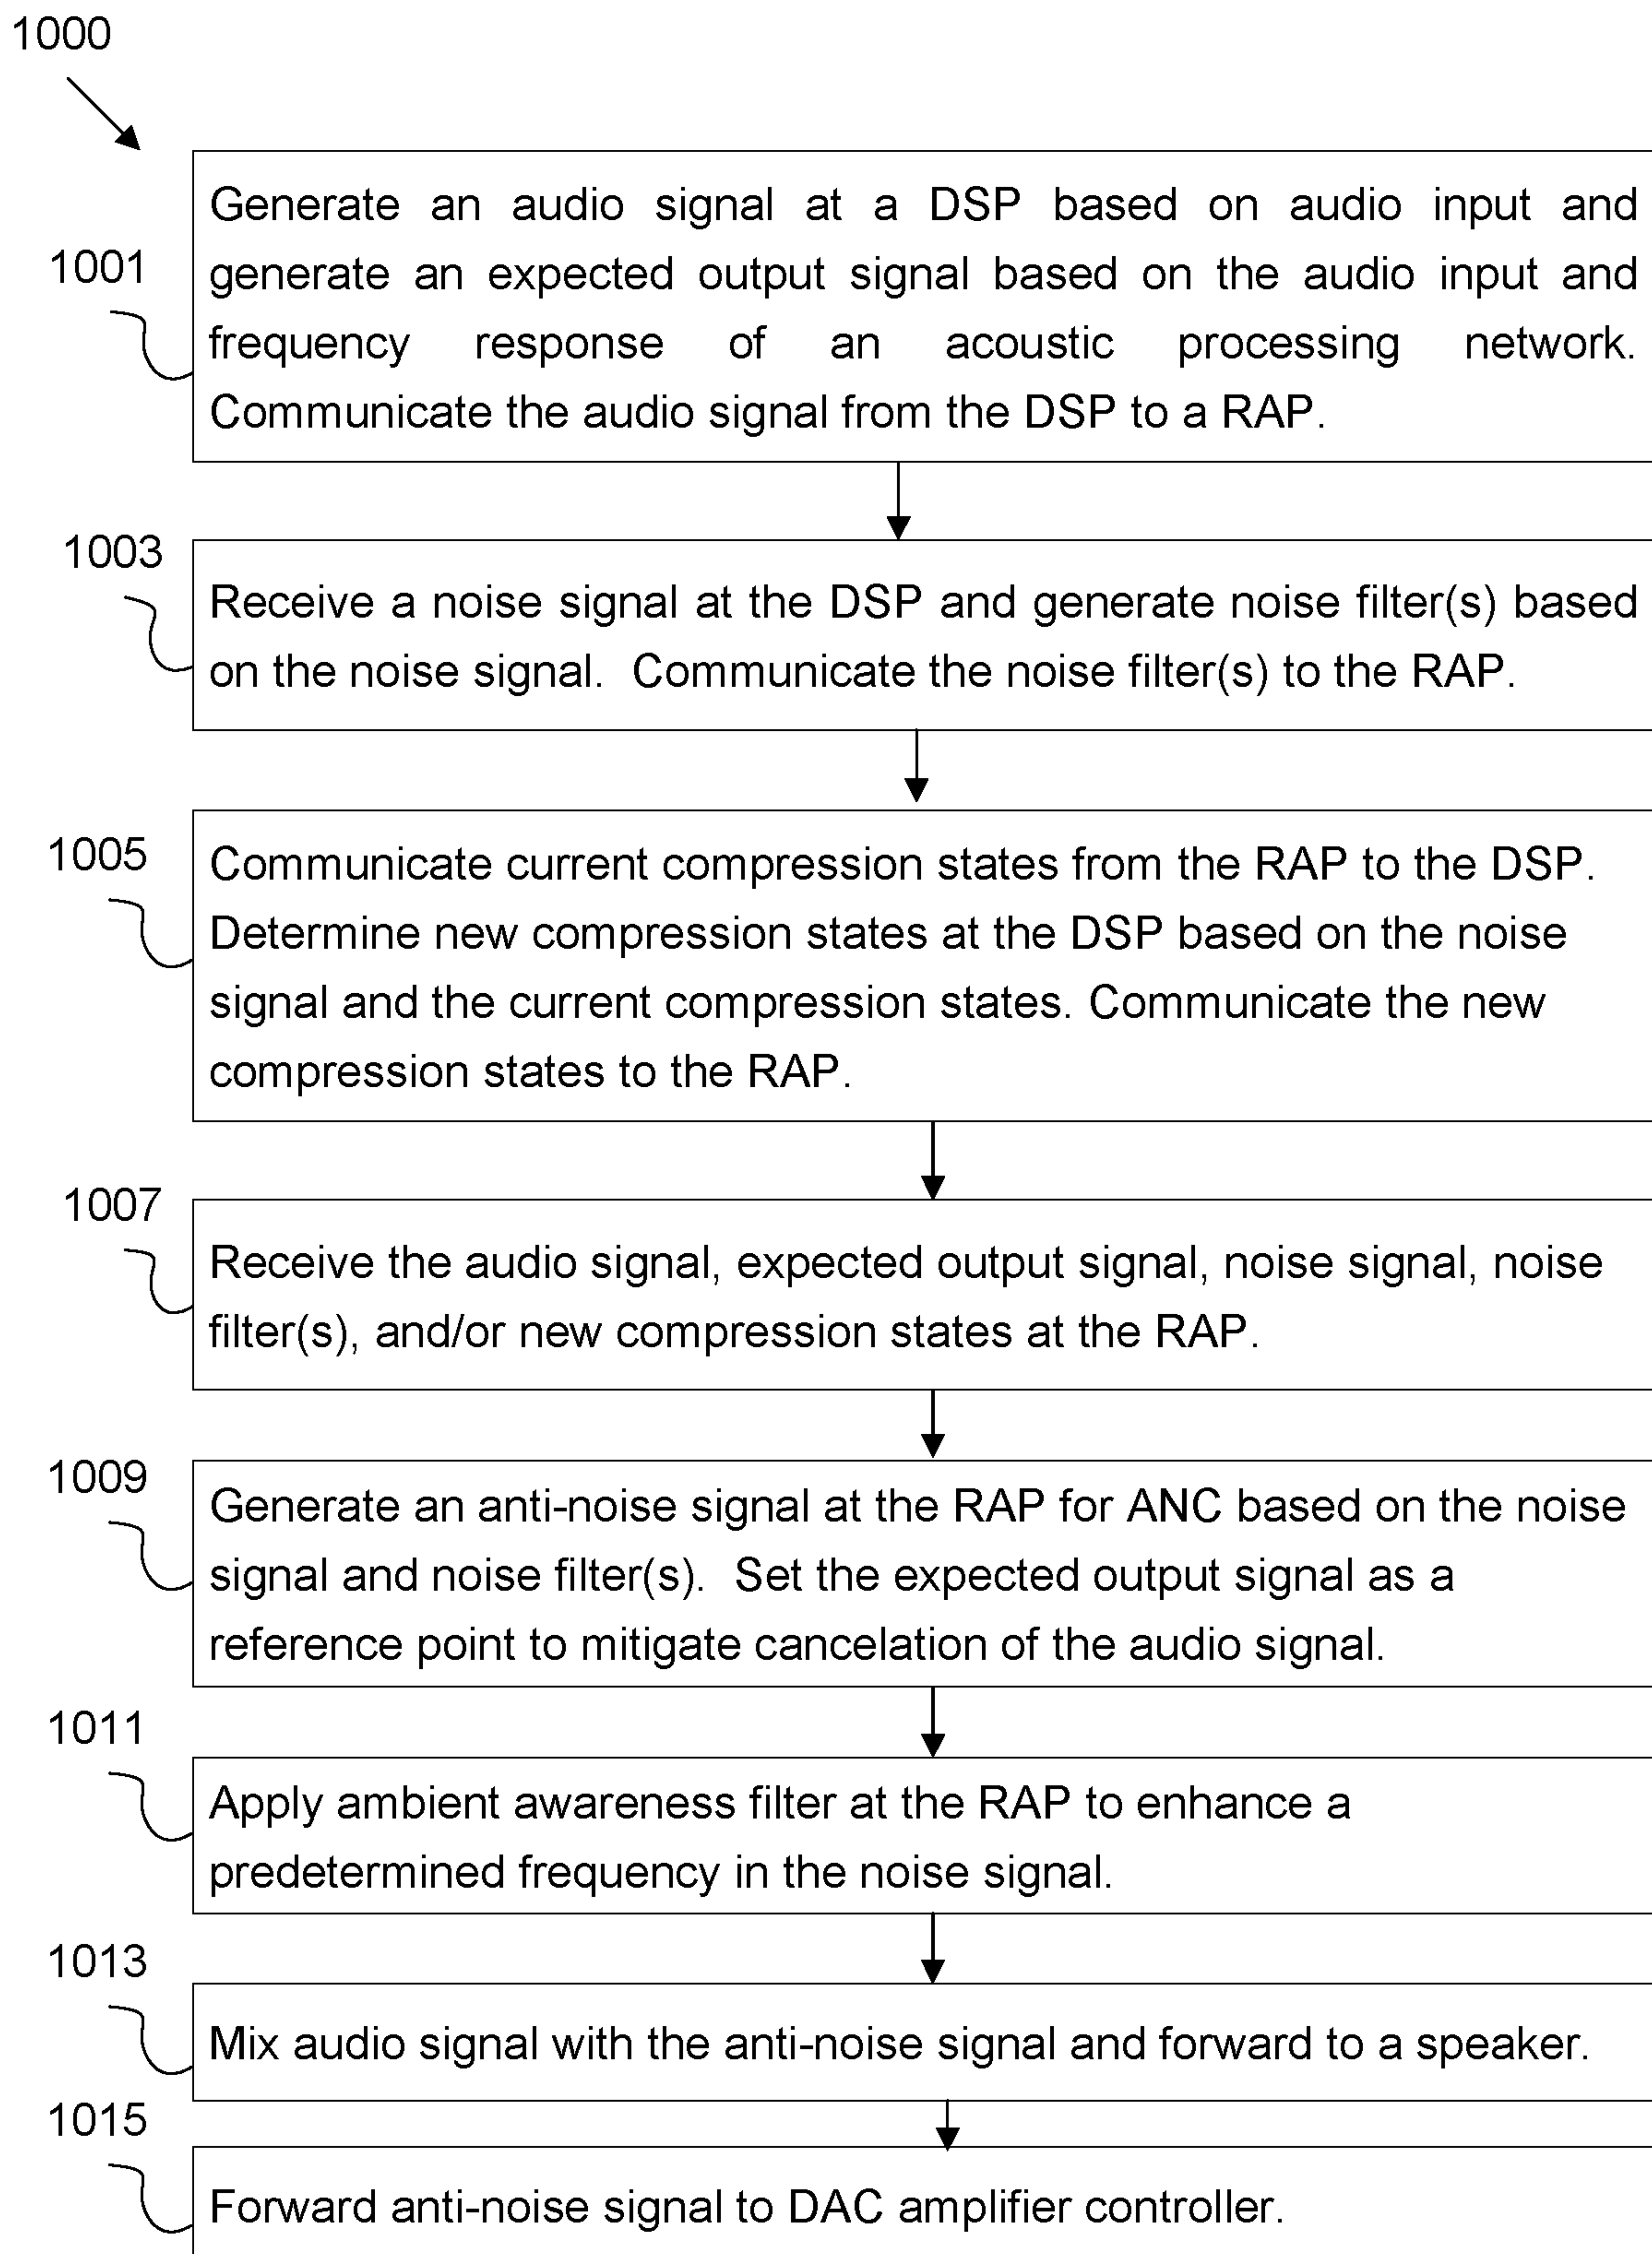 1000
1001
Generate an audio signal at a DSP based on audio input and
generate an expected output signal based on the audio input and
frequency response of an acoustic processing network.
Communicate the audio signal from the DSP to a RAP.
1003
Receive a noise signal at the DSP and generate noise filter(s) based
on the noise signal.  Communicate the noise filter(s) to the RAP.
1005
Communicate current compression states from the RAP to the DSP.
Determine new compression states at the DSP based on the noise
signal and the current compression states. Communicate the new
compression states to the RAP.
1007
Receive the audio signal, expected output signal, noise signal, noise
filter(s), and/or new compression states at the RAP.
1009
Generate an anti-noise signal at the RAP for ANC based on the noise
signal and noise filter(s).  Set the expected output signal as a
reference point to mitigate cancelation of the audio signal.
1011
Apply ambient awareness filter at the RAP to enhance a
predetermined frequency in the noise signal.
1013
Mix audio signal with the anti-noise signal and forward to a speaker.
1015
Forward anti-noise signal to DAC amplifier controller.